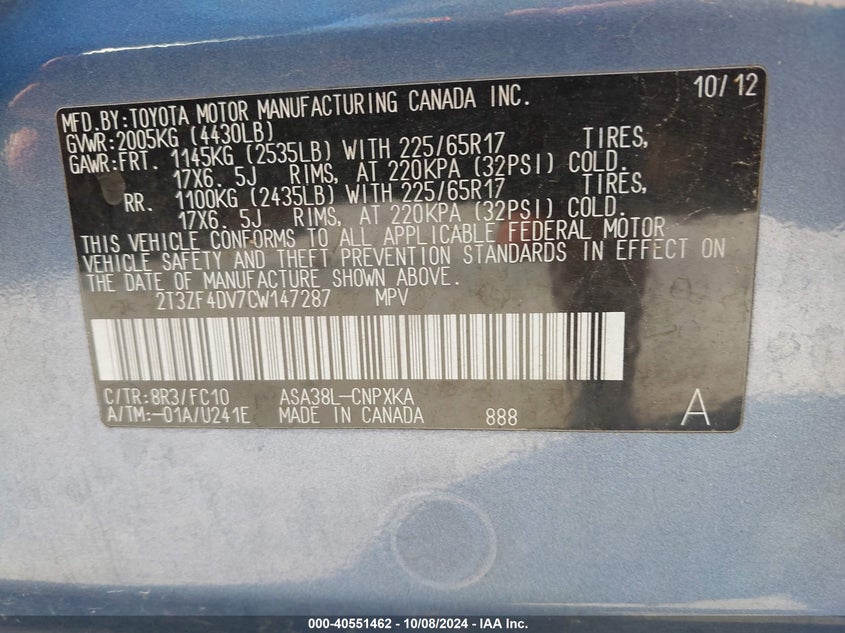 MFD.BY:TOYOTA MOTOR MANUFACTURING CANADA INC. 10/12
GVWR:2005KG (4430LB)
GAWR:FRT. 1145KG (2535LB) WITH 225/65R17 TIRES,
17X6. 5J RIMS, AT 220KPA (32PSI) COLD.
RR. 1100KG (2435LB) WITH 225/65R17 TIRES,
17X6. 5J RIMS, AT 220KPA (32PSI) COLD.
THIS VEHICLE CONFORMS TO ALL APPLICABLE FEDERAL MOTOR
VEHICLE SAFETY AND THEFT PREVENTION STANDARDS IN EFFECT ON
THE DATE OF MANUFACTURE SHOWN ABOVE.
2T3ZF4DV7CW147287 MPV
C/TR:8R3/FC10 ASA38L-CNPXKA
A/TM:-01A/U241E MADE IN CANADA 888 A
000-40551462 - 10/08/2024 - IAA Inc.